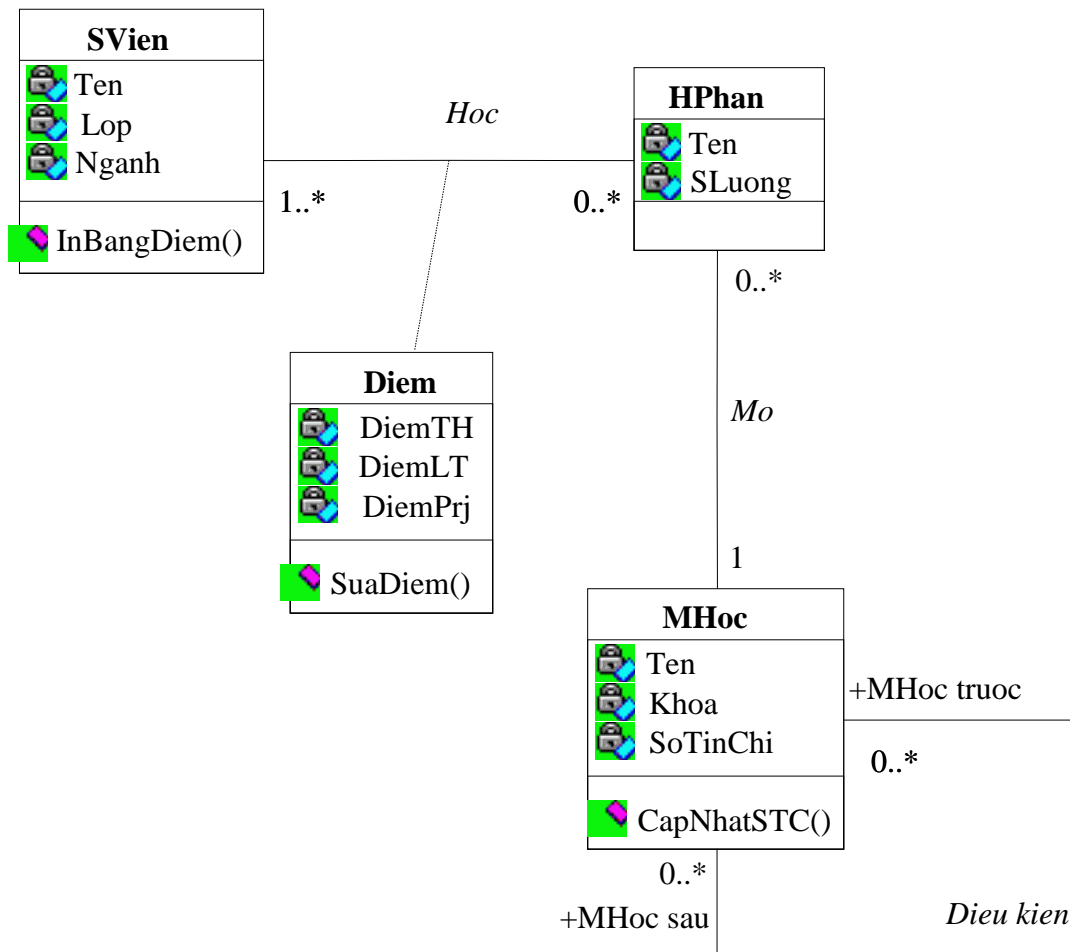 SVien
Ten
Lop
Nganh
InBangDiem()
Hoc
1..*
0..*
HPhan
Ten
SLuong
0..*
Mo
1
Diem
DiemTH
DiemLT
DiemPrj
SuaDiem()
MHoc
Ten
Khoa
SoTinChi
CapNhatSTC()
+MHoc truoc
0..*
0..*
+MHoc sau
Dieu kien